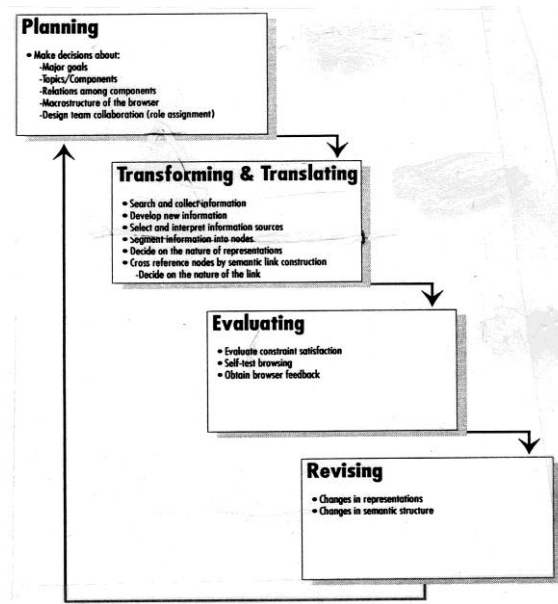 Planning
• Make decisions about:
-Major goals
-Topics/Components
-Relations among components
-Macrostructure of the browser
-Design team collaboration (role assignment)
Transforming & Translating
• Search and collect information
• Develop new information
• Select and interpret information sources
• Segment information into nodes.
• Decide on the nature of representations
• Cross reference nodes by semantic link construction
-Decide on the nature of the link
Evaluating
• Evaluate constraint satisfaction
• Self-test browsing
• Obtain browser feedback
Revising
• Changes in representations
• Changes in semantic structure